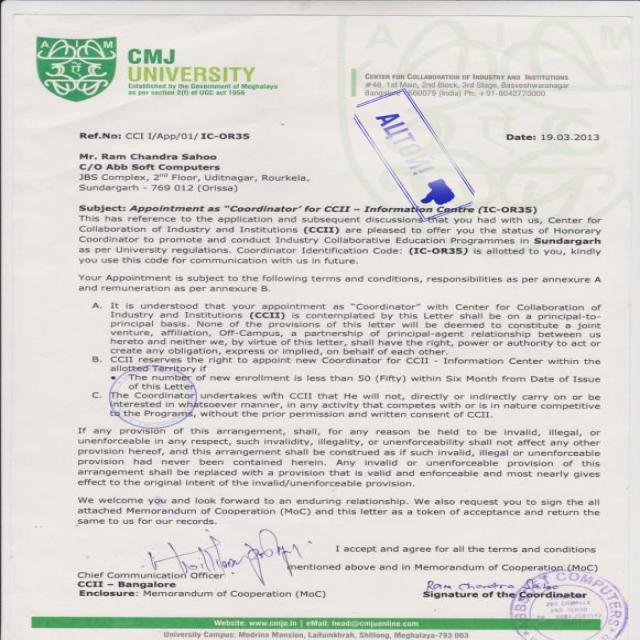 CMJ
UNIVERSITY
Established by the Government of Meghalaya
as per section 2(f) of UGC act 1956
CENTER FOR COLLABORATION OF INDUSTRY AND INSTITUTIONS
#48, 1st Main, 2nd Block, 3rd Stage, Basveshwaranagar
Bangalore 560079 (India) Ph: +91-8042770000
Ref.No: CCI I/App/01/ IC-OR35
Date: 19.03.2013
АЦТОЙ!
Mr. Ram Chandra Sahoo
C/O Abb Soft Computers
JBS Complex, 2nd Floor, Uditnagar, Rourkela,
Sundargarh - 769 012 (Orissa)
Subject: Appointment as "Coordinator' for CCII – Information Centre (IC-OR35)
This has reference to the application and subsequent discussions that you had with us, Center for
Collaboration of Industry and Institutions (CCII) are pleased to offer you the status of Honorary
Coordinator to promote and conduct Industry Collaborative Education Programmes in Sundargarh
as per University regulations. Coordinator Identification Code: (IC-OR35) is allotted to you, kindly
you use this code for communication with us in future.
Your Appointment is subject to the following terms and conditions, responsibilities as per annexure A
and remuneration as per annexure B.
A. It is understood that your appointment as "Coordinator" with Center for Collaboration of
Industry and Institutions (CCII) is contemplated by this Letter shall be on a principal-to-
principal basis. None of the provisions of this letter will be deemed to constitute a joint
venture, affiliation, Off-Campus, a partnership of principal-agent relationship between us
hereto and neither we, by virtue of this letter, shall have the right, power or authority to act or
create any obligation, express or implied, on behalf of each other.
B. CCII reserves the right to appoint new Coordinator for CCII - Information Center within the
allotted Territory if
• The number of new enrollment is less than 50 (Fifty) within Six Month from Date of Issue
of this Letter
C. The Coordinator undertakes with CCII that He will not, directly or indirectly carry on or be
interested in whatsoever manner, in any activity that competes with or is in nature competitive
to the Programs, without the prior permission and written consent of CCII.
If any provision of this arrangement, shall, for any reason be held to be invalid, illegal, or
unenforceable in any respect, such invalidity, illegality, or unenforceability shall not affect any other
provision hereof, and this arrangement shall be construed as if such invalid, illegal or unenforceable
provision had never been contained herein. Any invalid or unenforceable provision of this
arrangement shall be replaced with a provision that is valid and enforceable and most nearly gives
effect to the original intent of the invalid/unenforceable provision.
We welcome you and look forward to an enduring relationship. We also request you to sign the all
attached Memorandum of Cooperation (MoC) and this letter as a token of acceptance and return the
same to us for our records.
I accept and agree for all the terms and conditions
mentioned above and in Memorandum of Cooperation (MoC)
Chief Communication Officer
CCII – Bangalore
Enclosure: Memorandum of Cooperation (MoC)
Ram Chandra Sahoo
Signature of the Coordinator
SOFT COMPUTERS
Website: www.cmju.in | eMail: head@cmjuonline.com
University Campus: Modrina Mansion, Laitumkhrah, Shillong, Meghalaya-793 003